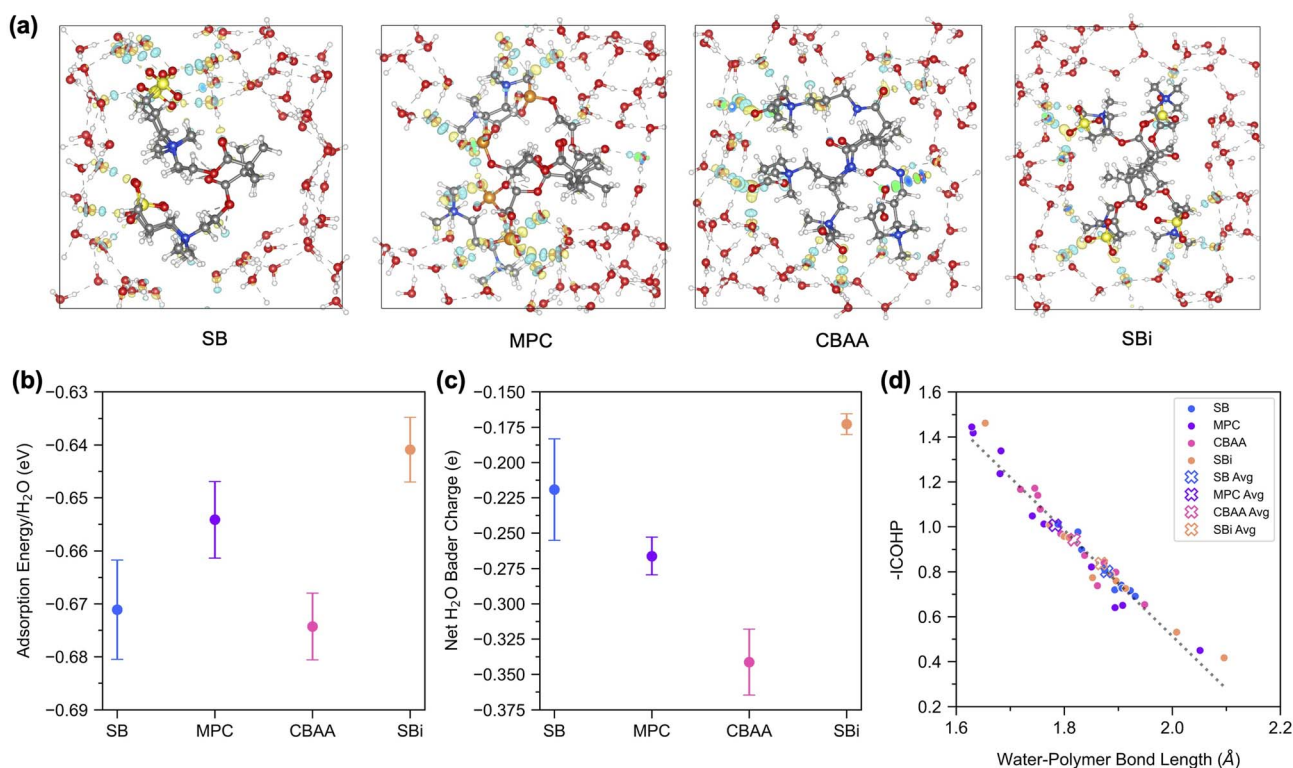 (a)
SB
MPC
CBAA
SBi
(b)
Adsorption Energy/H₂O (eV)
−0.63
−0.64
−0.65
−0.66
−0.67
−0.68
−0.69
SB
MPC
CBAA
SBi
(c)
Net H₂O Bader Charge (e)
−0.150
−0.175
−0.200
−0.225
−0.250
−0.275
−0.300
−0.325
−0.350
−0.375
SB
MPC
CBAA
SBi
(d)
-ICOHP
1.6
1.4
1.2
1.0
0.8
0.6
0.4
0.2
SB
MPC
CBAA
SBi
SB Avg
MPC Avg
CBAA Avg
SBi Avg
1.6
1.8
2.0
2.2
Water-Polymer Bond Length (Å)